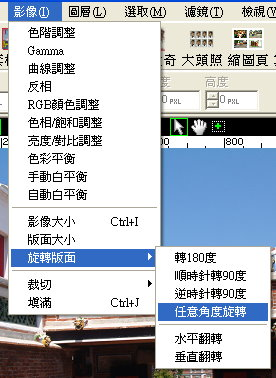 影像(I) 圖層(L) 選取(M) 濾鏡(T) 檢視
色階調整
Gamma
曲線調整
反相
RGB顏色調整
色相/飽和調整
亮度/對比調整
色彩平衡
手動白平衡
自動白平衡
影像大小 Ctrl+I
版面大小
旋轉版面
裁切
填滿 Ctrl+J
奇 大頭照 縮圖頁
高度
0 PXL
0 PXL
600
800
轉180度
順時針轉90度
逆時針轉90度
任意角度旋轉
水平翻轉
垂直翻轉